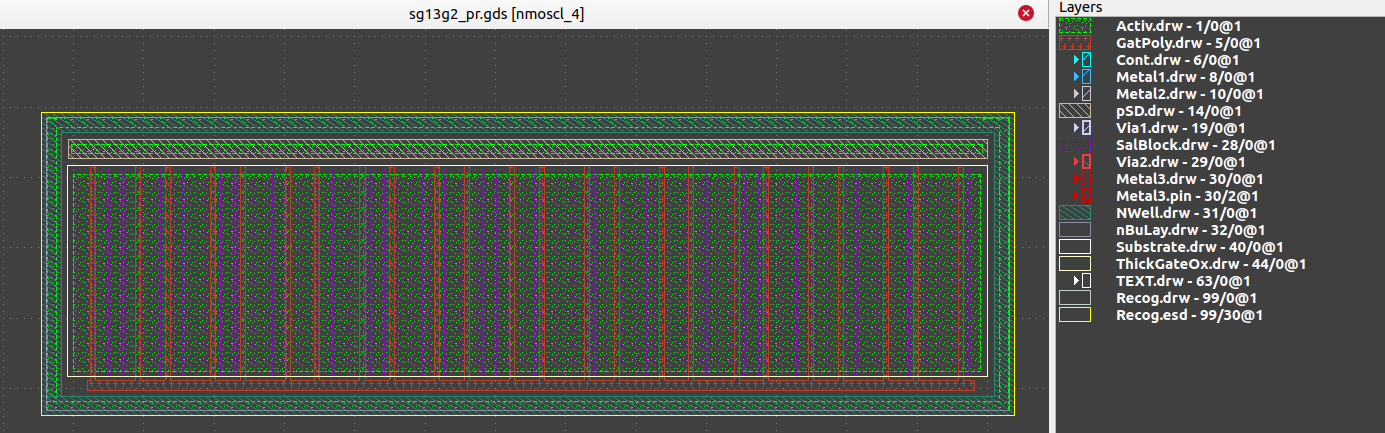 sg13g2_pr.gds [nmoscl_4]
Layers
Activ.drw - 1/0@1
GatPoly.drw - 5/0@1
Cont.drw - 6/0@1
Metal1.drw - 8/0@1
Metal2.drw - 10/0@1
pSD.drw - 14/0@1
Via1.drw - 19/0@1
SalBlock.drw - 28/0@1
Via2.drw - 29/0@1
Metal3.drw - 30/0@1
Metal3.pin - 30/2@1
NWell.drw - 31/0@1
nBuLay.drw - 32/0@1
Substrate.drw - 40/0@1
ThickGateOx.drw - 44/0@1
TEXT.drw - 63/0@1
Recog.drw - 99/0@1
Recog.esd - 99/30@1